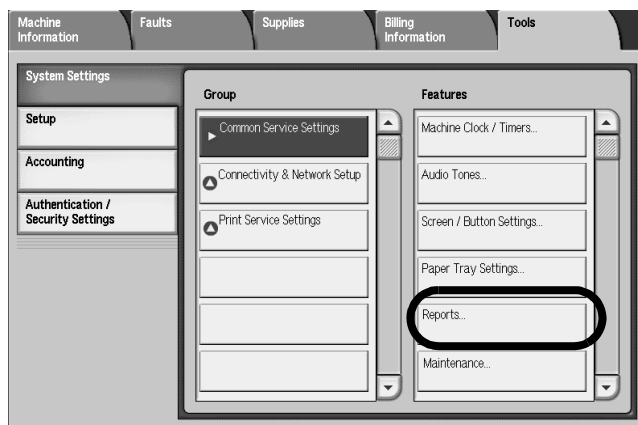 Machine
Information
Faults
Supplies
Billing
Information
Tools
System Settings
Setup
Accounting
Authentication /
Security Settings
Group
Common Service Settings
Connectivity & Network Setup
Print Service Settings
Features
Machine Clock / Timers...
Audio Tones...
Screen / Button Settings...
Paper Tray Settings...
Reports...
Maintenance...